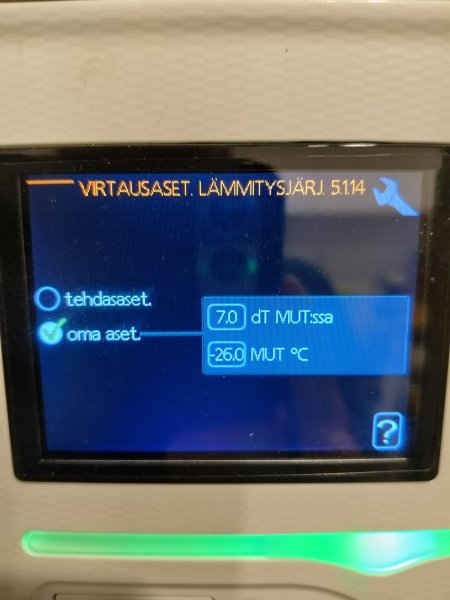 VIRTAUSASET. LÄMMITYSJÄRJ. 5.1.14
tehdasaset.
oma aset.
7.0 dT MUT:ssa
-26.0 MUT °C
?